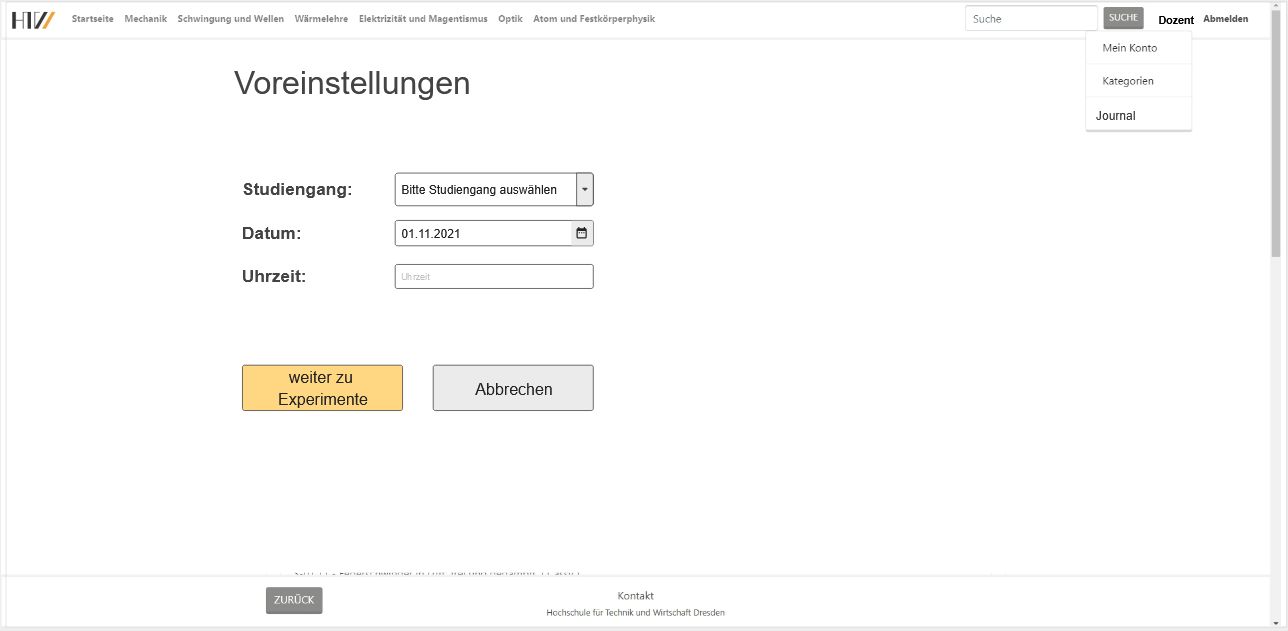 HTW
Startseite Mechanik Schwingung und Wellen Wärmelehre Elektrizität und Magentismus Optik Atom und Festkörperphysik Suche SUCHE Dozent Abmelden
Mein Konto
Kategorien
Journal
Voreinstellungen
Studiengang: Bitte Studiengang auswählen
Datum: 01.11.2021
Uhrzeit: Uhrzeit
weiter zu
Experimente
Abbrechen
ZURÜCK
Kontakt
Hochschule für Technik und Wirtschaft Dresden